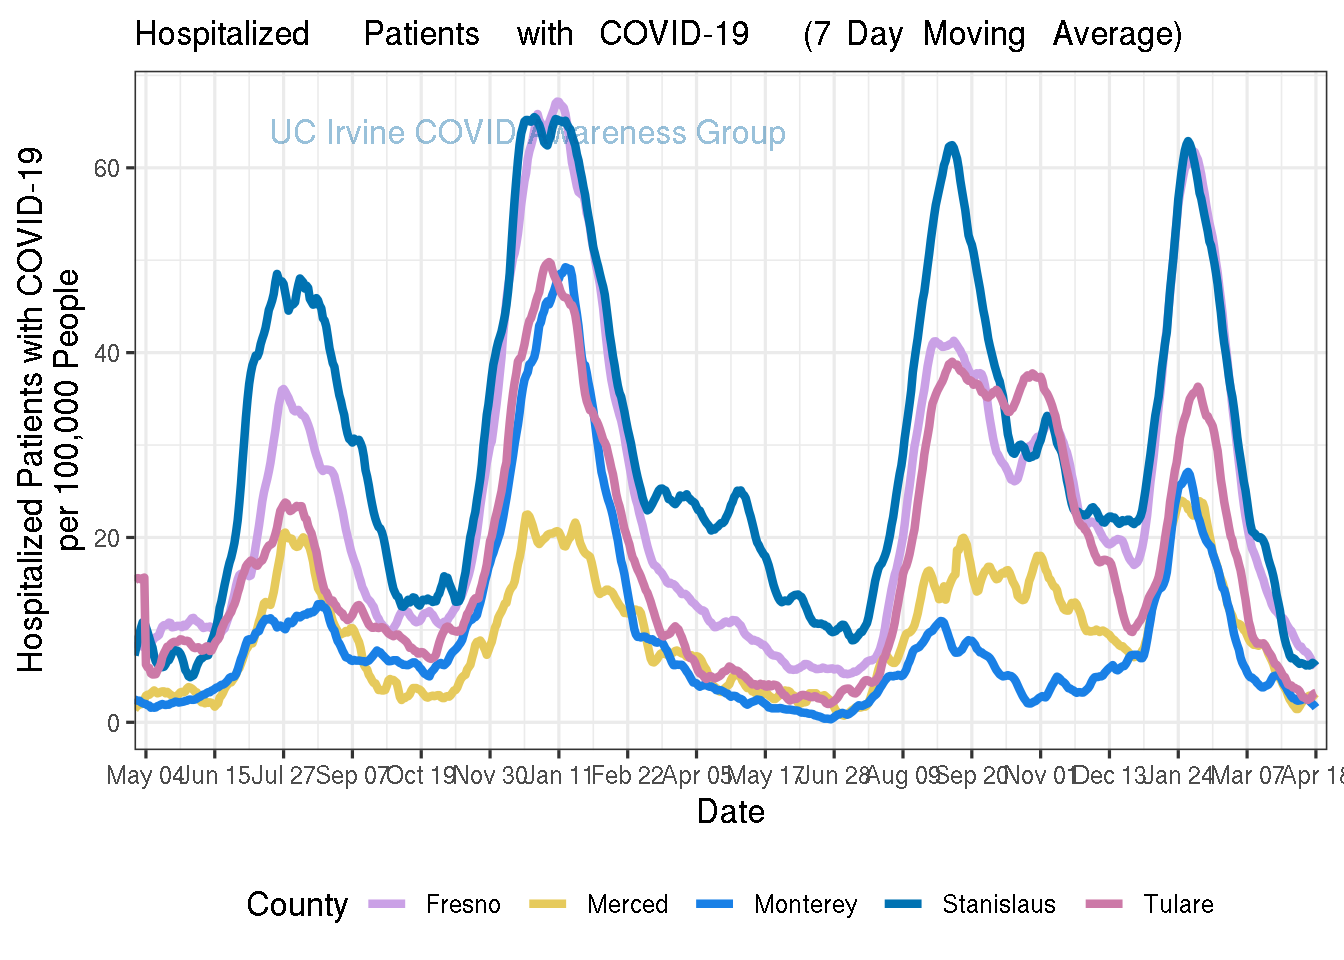 Hospitalized Patients with COVID-19 (7 Day Moving Average)
UC Irvine COVID Awareness Group
Hospitalized Patients with COVID-19
per 100,000 People
60
40
20
0
May 04 Jun 15 Jul 27 Sep 07 Oct 19 Nov 30 Jan 11 Feb 22 Apr 05 May 17 Jun 28 Aug 09 Sep 20 Nov 01 Dec 13 Jan 24 Mar 07 Apr 18
Date
County Fresno Merced Monterey Stanislaus Tulare